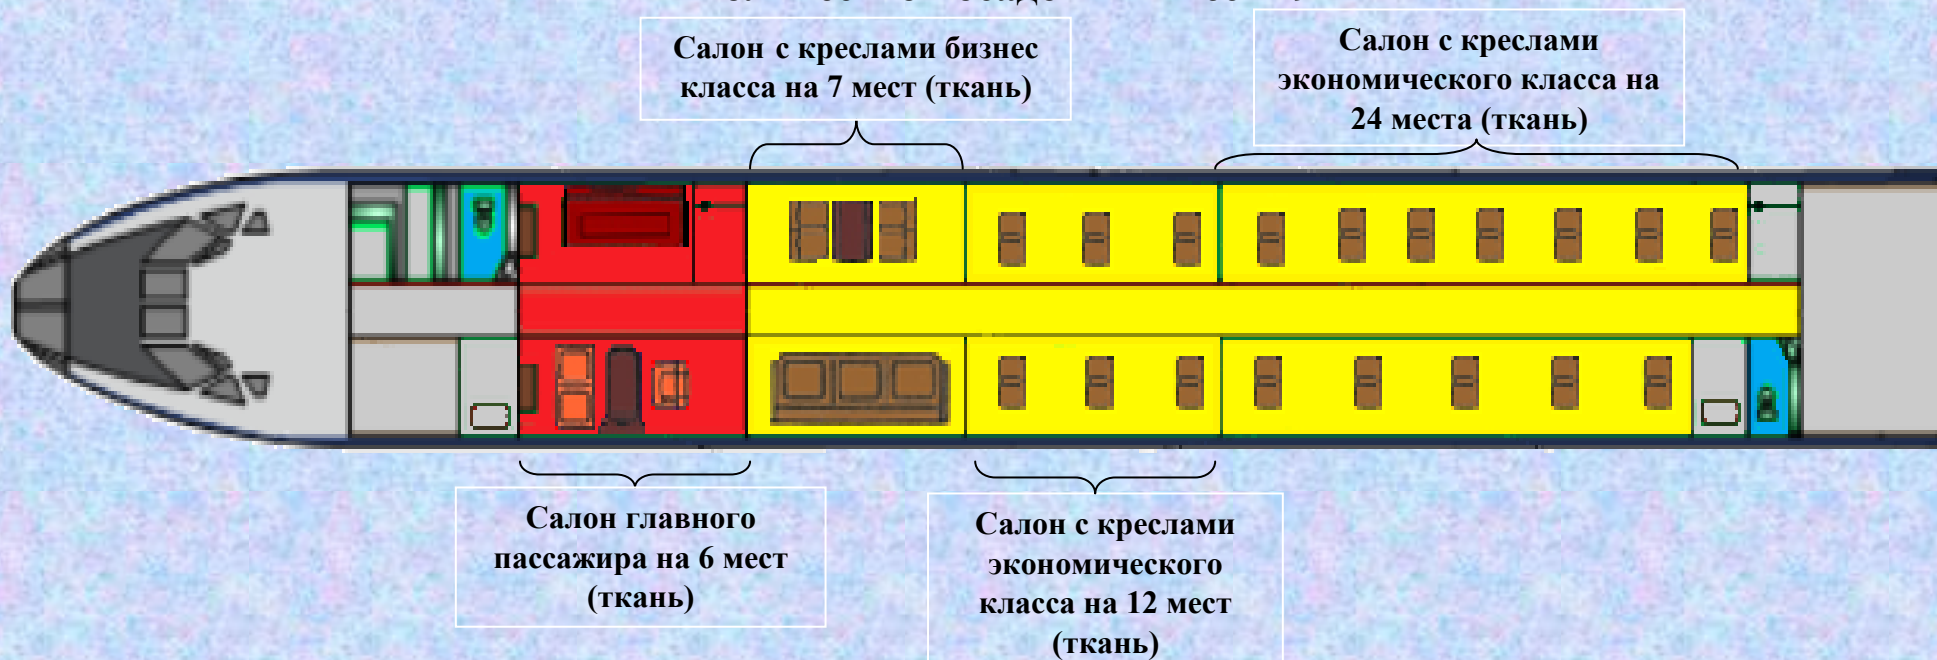 Салон с креслами бизнес
класса на 7 мест (ткань)
Салон с креслами
экономического класса на
24 места (ткань)
Салон главного
пассажира на 6 мест
(ткань)
Салон с креслами
экономического
класса на 12 мест
(ткань)